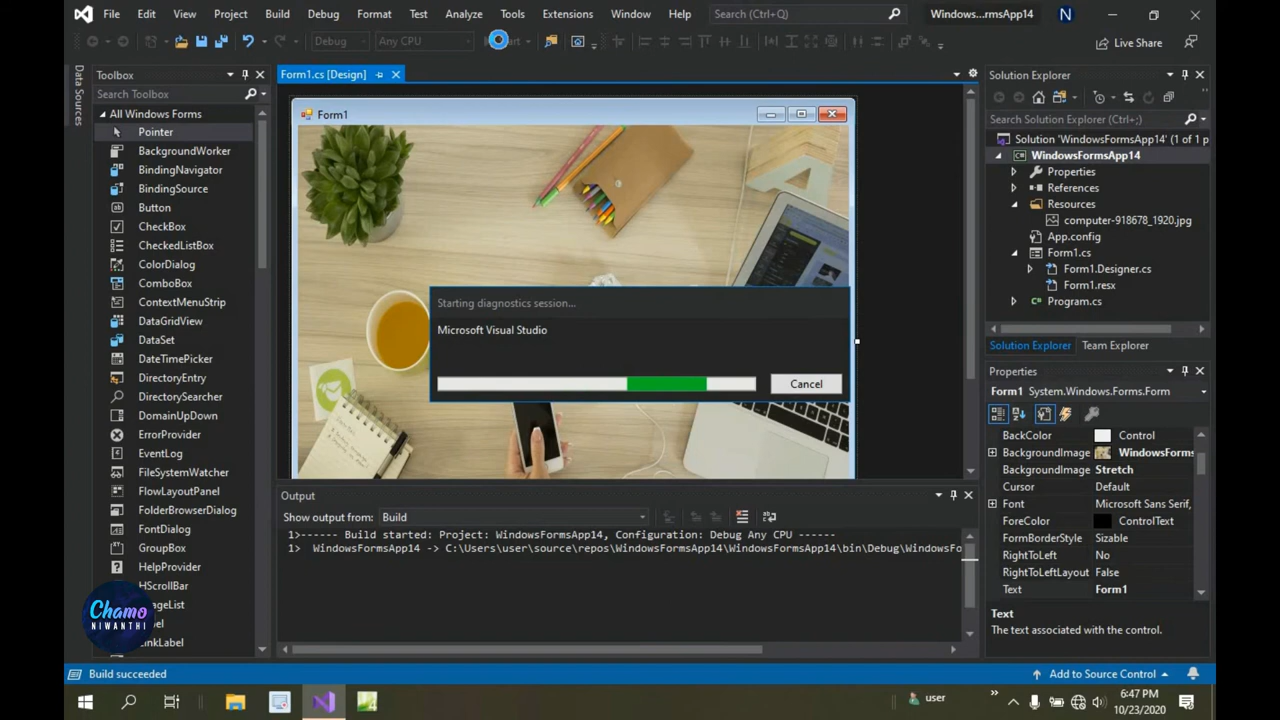 File Edit View Project Build Debug Format Test Analyze Tools Extensions Window Help Search (Ctrl+Q) Windows...rmsApp14 N
Debug Any CPU Live Share
Data Sources
Toolbox
Search Toolbox
All Windows Forms
Pointer
BackgroundWorker
BindingNavigator
BindingSource
Button
CheckBox
CheckedListBox
ColorDialog
ComboBox
ContextMenuStrip
DataGridView
DataSet
DateTimePicker
DirectoryEntry
DirectorySearcher
DomainUpDown
ErrorProvider
EventLog
FileSystemWatcher
FlowLayoutPanel
FolderBrowserDialog
FontDialog
GroupBox
HelpProvider
HScrollBar
Chamo
NIWANTHI
Form1.cs [Design]
Form1
A
Starting diagnostics session...
Microsoft Visual Studio
Cancel
Output
Show output from: Build
1>------ Build started: Project: WindowsFormsApp14, Configuration: Debug Any CPU ------
1> WindowsFormsApp14 -> C:\Users\user\source\repos\WindowsFormsApp14\WindowsFormsApp14\bin\Debug\WindowsFo
Solution Explorer
Search Solution Explorer (Ctrl+;)
Solution 'WindowsFormsApp14' (1 of 1 p
WindowsFormsApp14
Properties
References
Resources
computer-918678_1920.jpg
App.config
Form1.cs
Form1.Designer.cs
Form1.resx
Program.cs
Solution Explorer Team Explorer
Properties
Form1 System.Windows.Forms.Form
BackColor Control
BackgroundImage WindowsForms
BackgroundImage Stretch
Cursor Default
Font Microsoft Sans Serif,
ForeColor ControlText
FormBorderStyle Sizable
RightToLeft No
RightToLeftLayout False
Text Form1
Text
The text associated with the control.
Build succeeded Add to Source Control
user
6:47 PM
10/23/2020